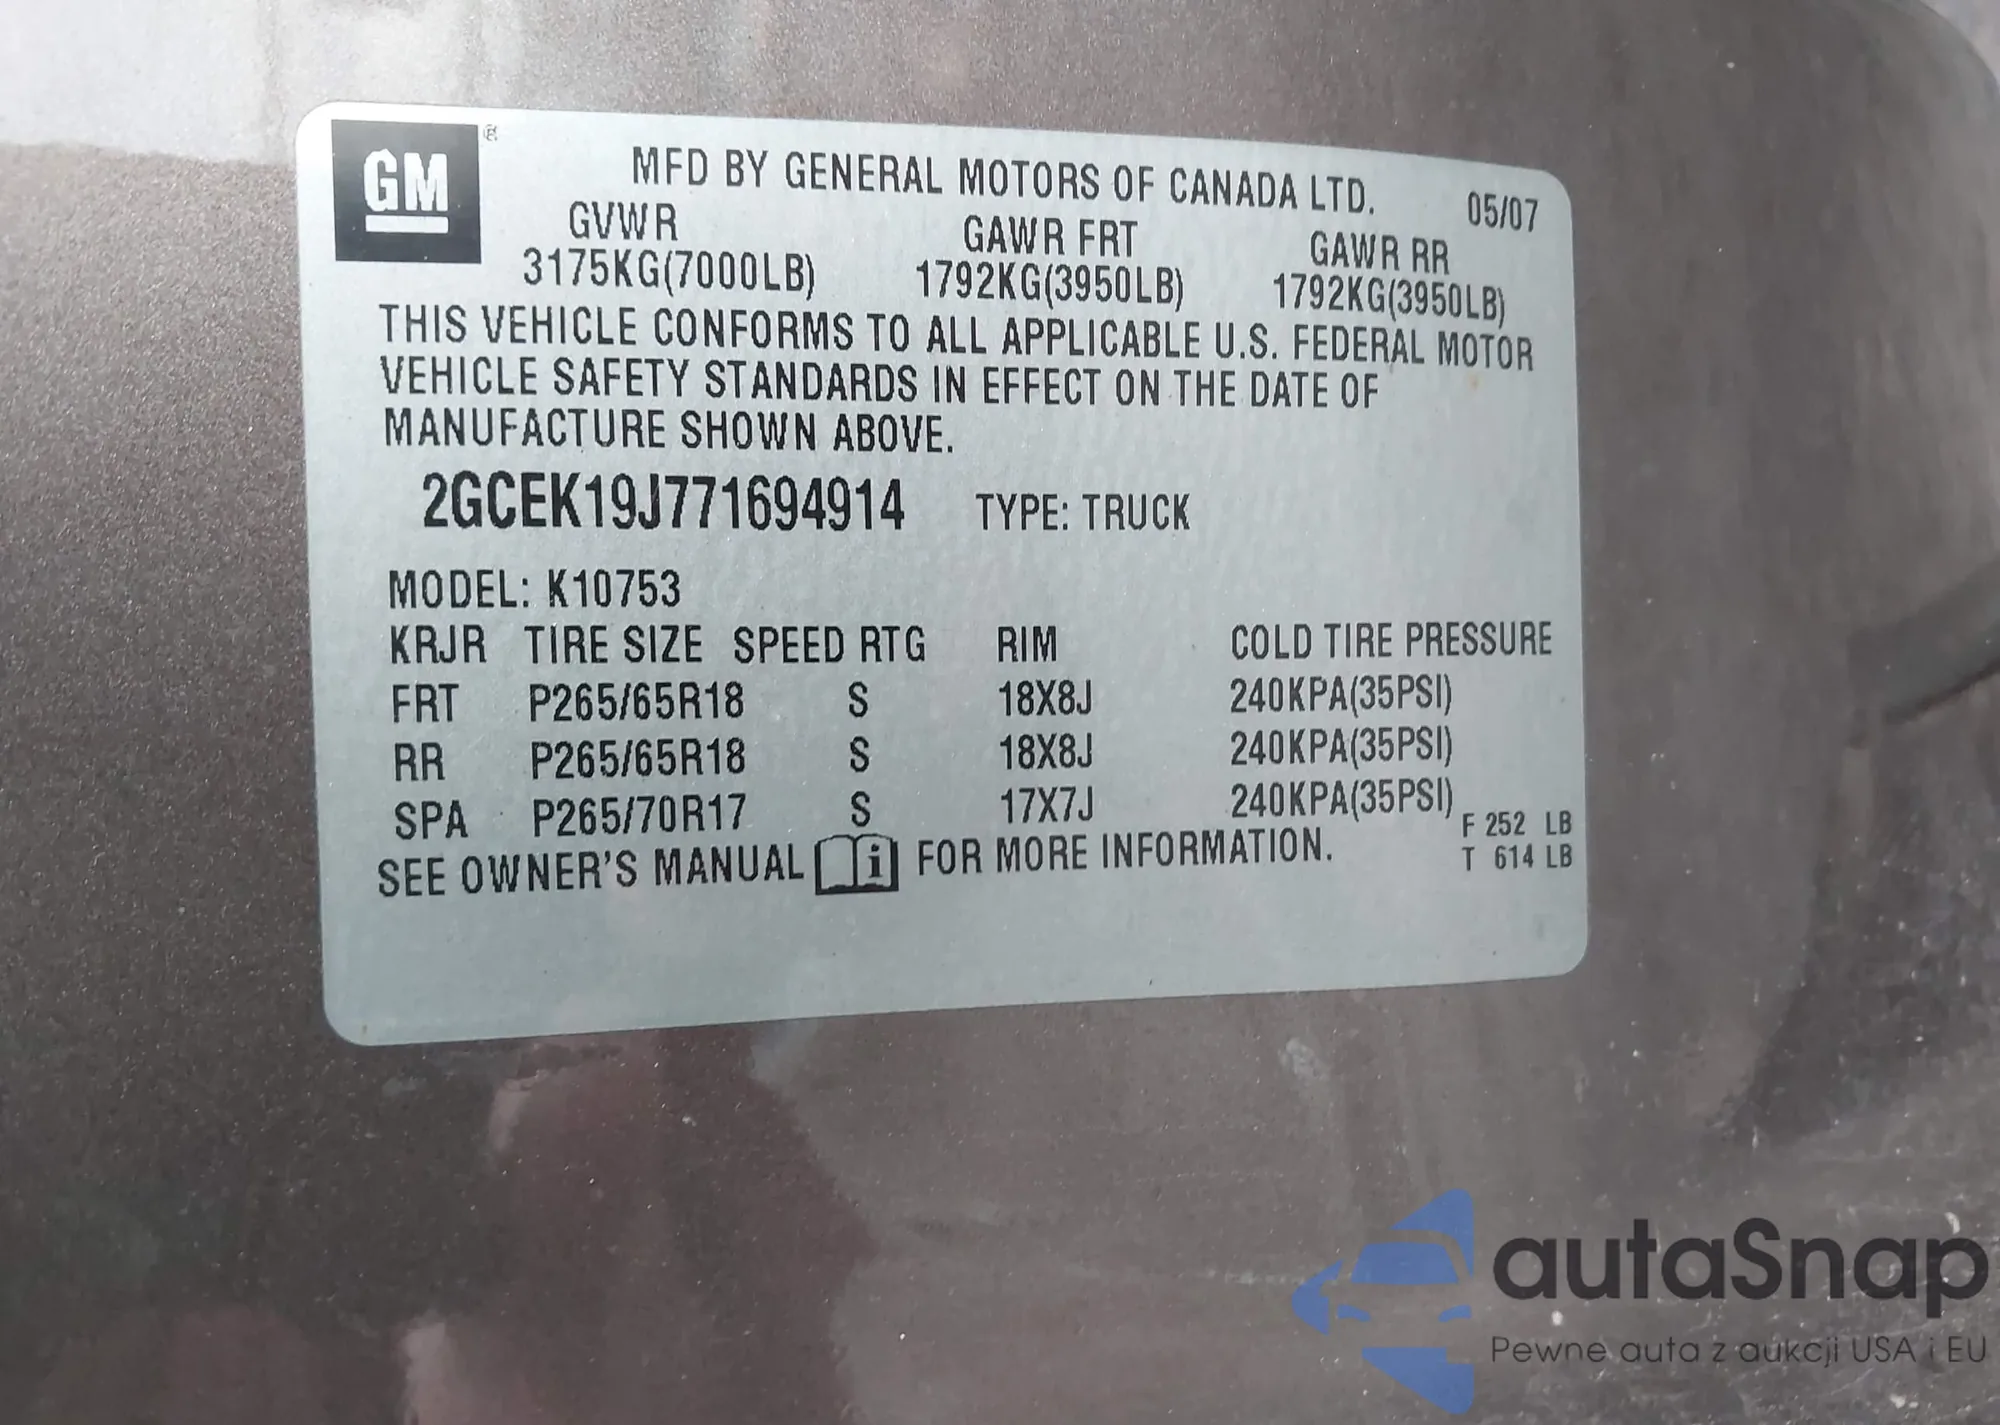 GM ®
MFD BY GENERAL MOTORS OF CANADA LTD. 05/07
GVWR GAWR FRT GAWR RR
3175KG(7000LB) 1792KG(3950LB) 1792KG(3950LB)
THIS VEHICLE CONFORMS TO ALL APPLICABLE U.S. FEDERAL MOTOR
VEHICLE SAFETY STANDARDS IN EFFECT ON THE DATE OF
MANUFACTURE SHOWN ABOVE.
2GCEK19J771694914 TYPE: TRUCK
MODEL: K10753
KRJR TIRE SIZE SPEED RTG RIM COLD TIRE PRESSURE
FRT P265/65R18 S 18X8J 240KPA(35PSI)
RR P265/65R18 S 18X8J 240KPA(35PSI)
SPA P265/70R17 S 17X7J 240KPA(35PSI)
F 252 LB
T 614 LB
SEE OWNER'S MANUAL i FOR MORE INFORMATION.
autaSnap
Pewne auta z aukcji USA i EU